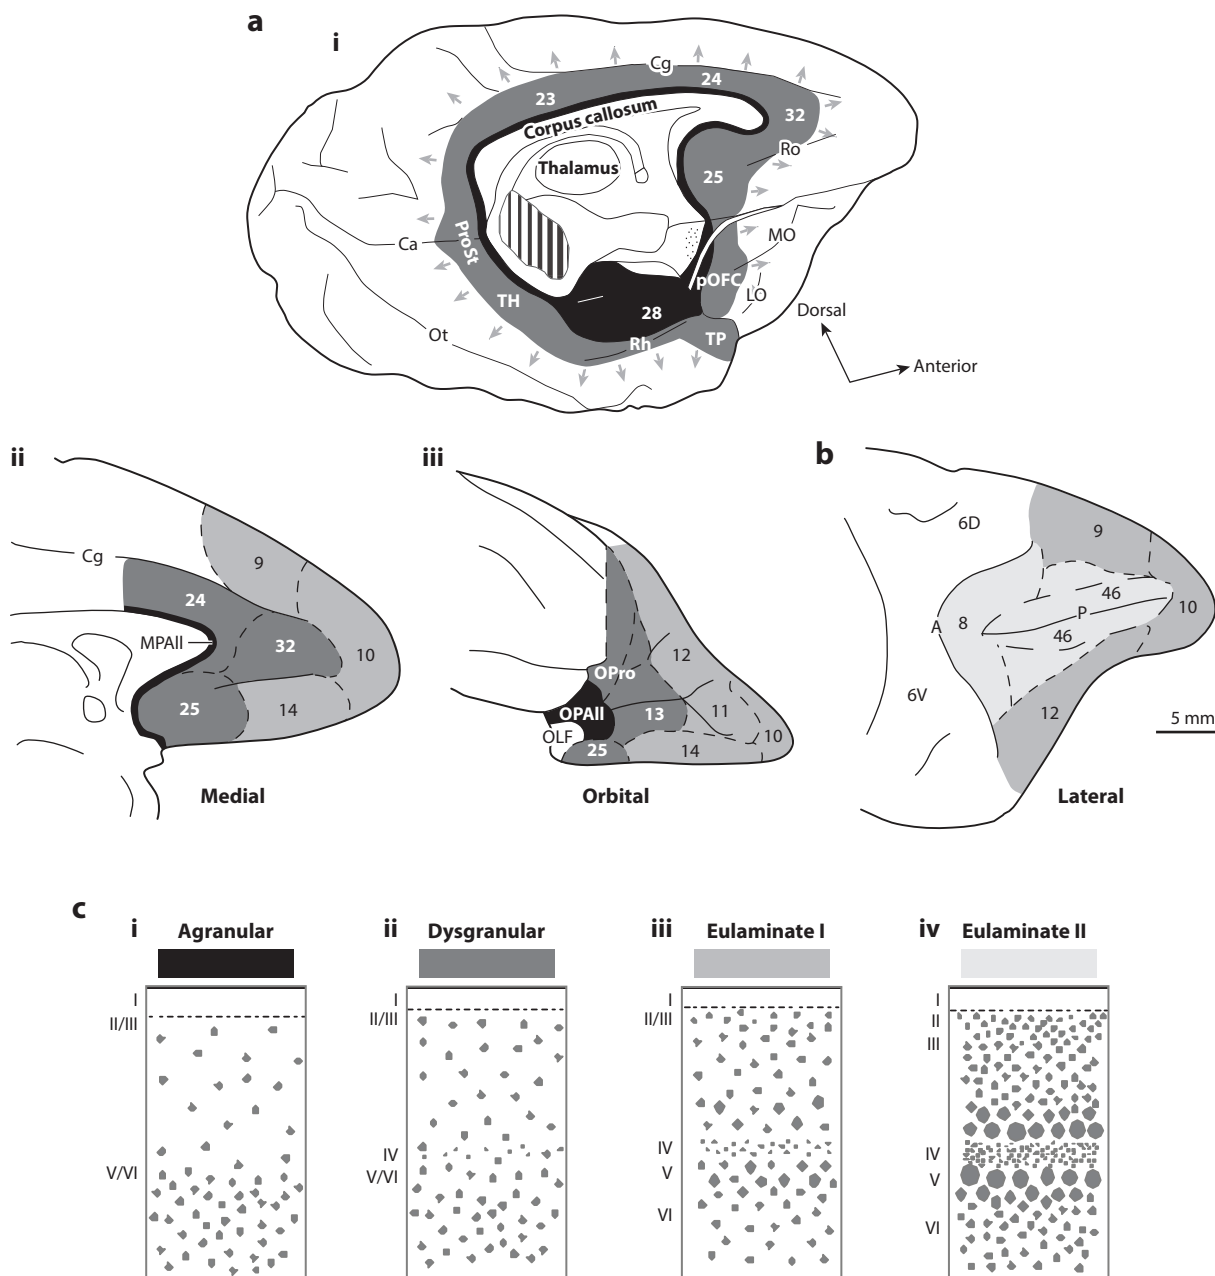 a
i
Cg
24
23
32
Corpus callosum
Ro
Thalamus
25
ProSt
Ca
MO
pOFC
TH
LO
28
Dorsal
Ot
Rh
TP
Anterior
ii
iii
b
6D
9
9
Cg
24
46
P
10
MPAll
32
A
8
46
10
12
OPro
6V
25
14
OPAll
13
11
12
5 mm
OLF
25
14
10
Medial
Orbital
Lateral
c
i
Agranular
ii
Dysgranular
iii
Eulaminate I
iv
Eulaminate II
I
II/III
V/VI
II/III
IV
V/VI
I
II/III
IV
V
VI
I
II
III
IV
V
VI